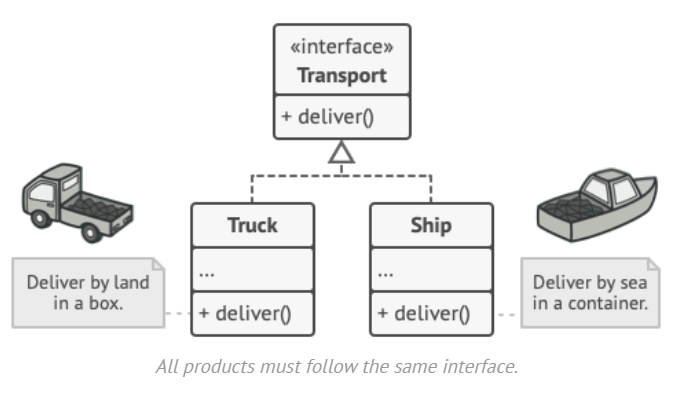 «interface»
Transport
+ deliver()
Truck
...
+ deliver()
Ship
...
+ deliver()
Deliver by land
in a box.
Deliver by sea
in a container.
All products must follow the same interface.